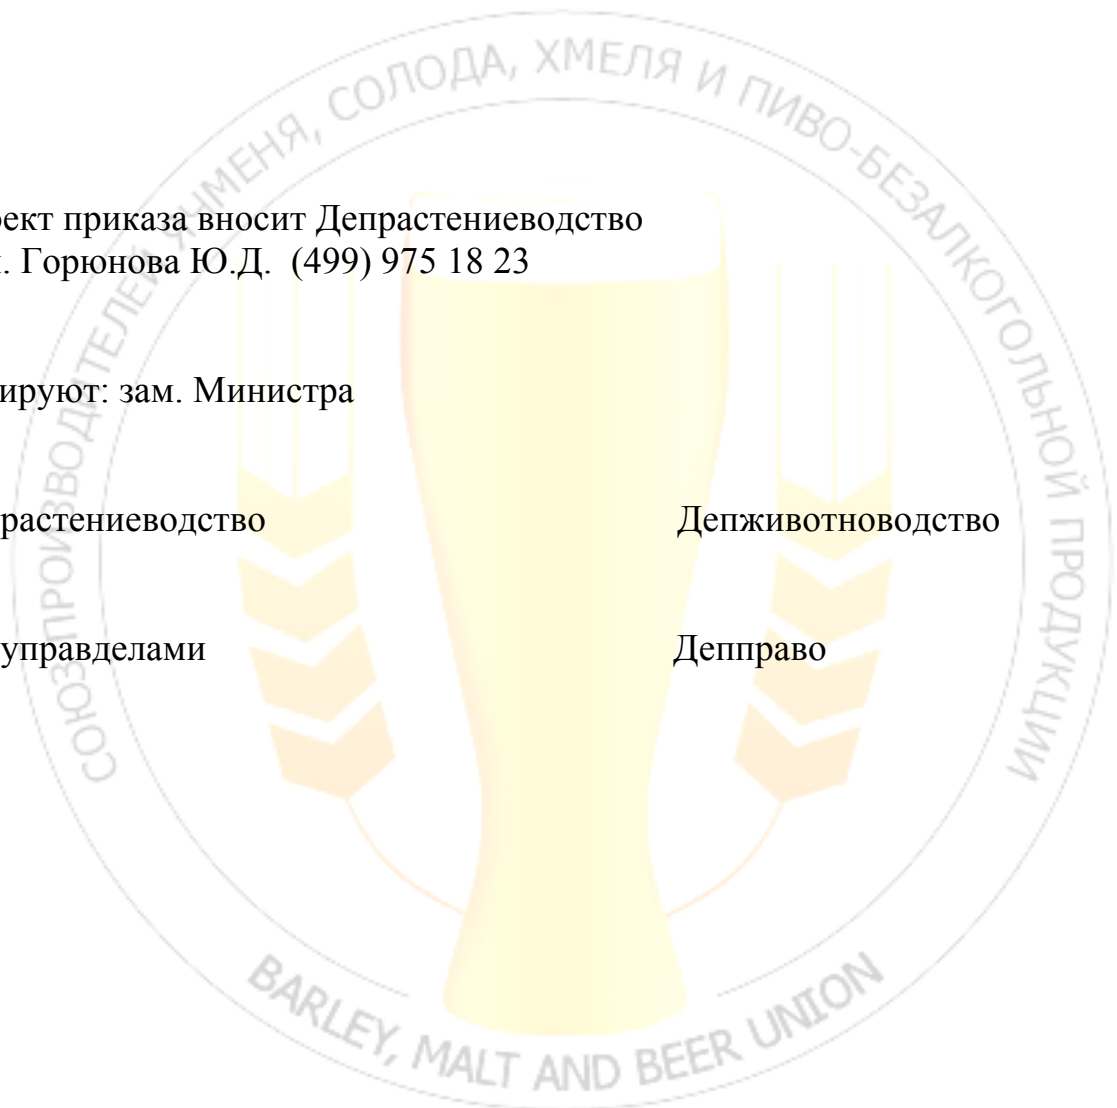 ект приказа вносит Депрастениеводство
. Горюнова Ю.Д. (499) 975 18 23
ируют: зам. Министра
растениеводство Депживотноводство
управделами Депправо
СОЮЗ ПРОИЗВОДИТЕЛЕЙ ЯЧМЕНЯ, СОЛОДА, ХМЕЛЯ И ПИВО-БЕЗАЛКОГОЛЬНОЙ ПРОДУКЦИИ
BARLEY, MALT AND BEER UNION